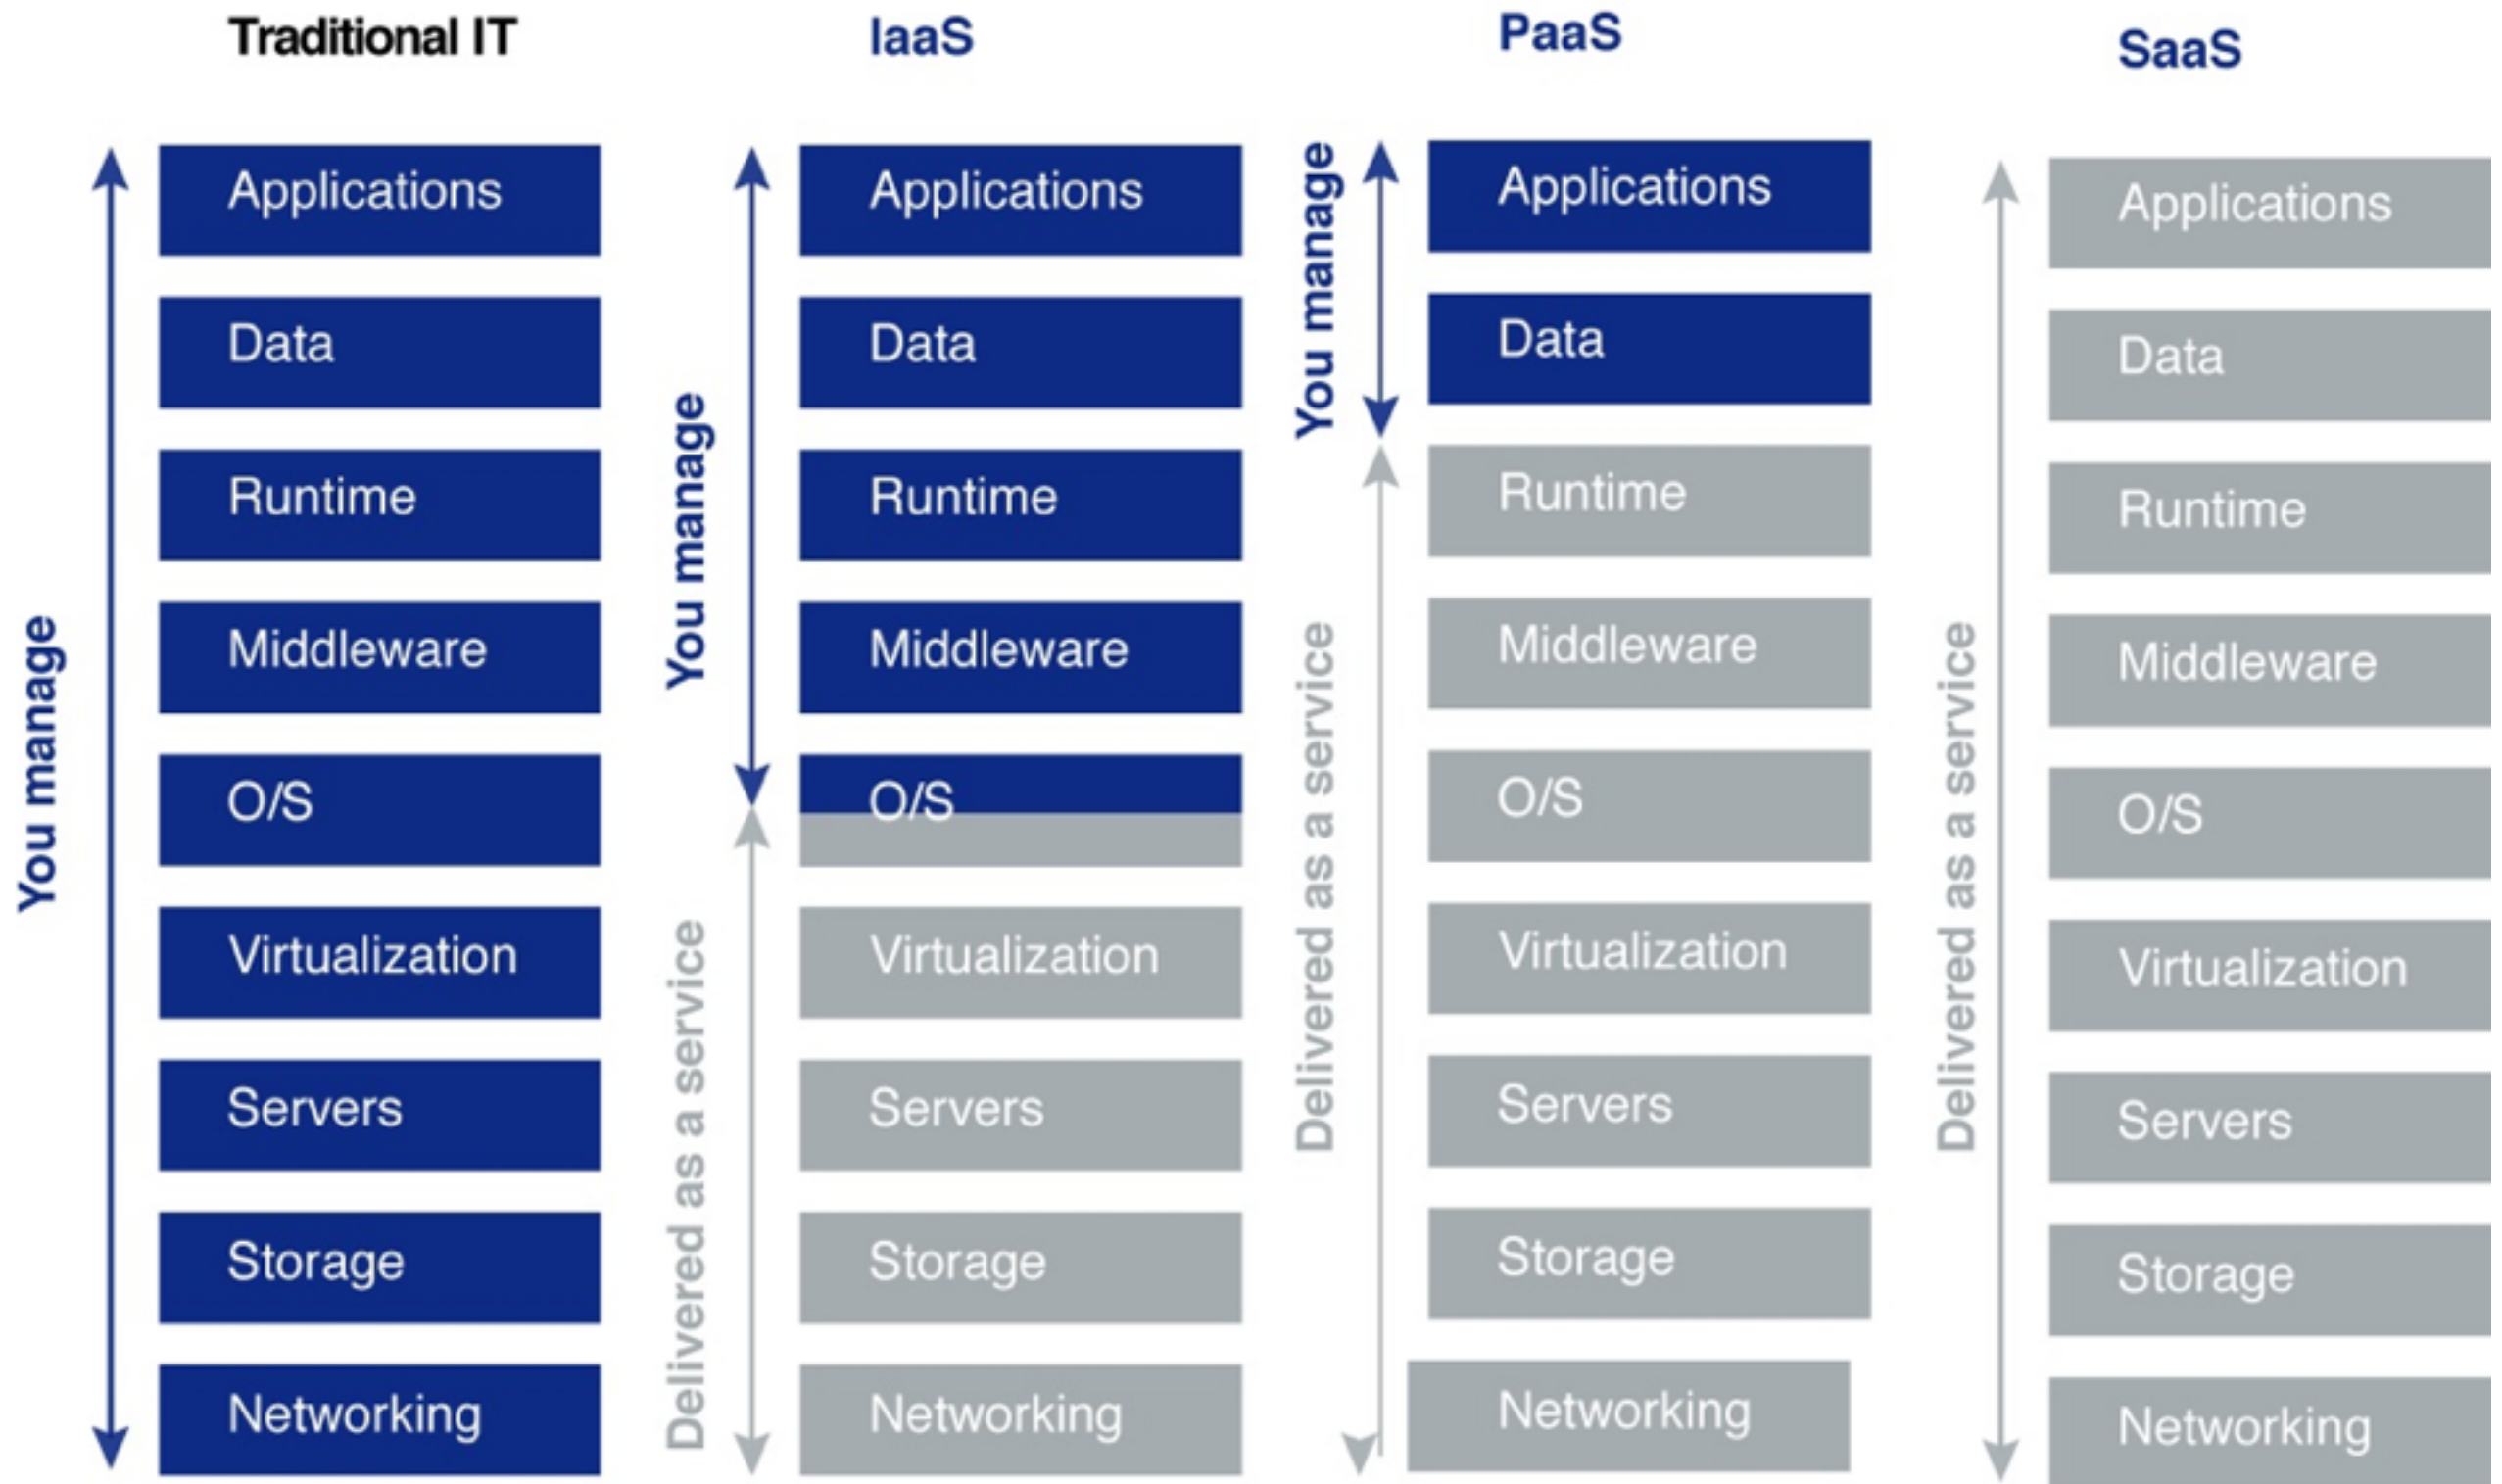 Traditional IT
You manage
Applications
Data
Runtime
Middleware
O/S
Virtualization
Servers
Storage
Networking
IaaS
You manage
Delivered as a service
Applications
Data
Runtime
Middleware
O/S
Virtualization
Servers
Storage
Networking
PaaS
You manage
Delivered as a service
Applications
Data
Runtime
Middleware
O/S
Virtualization
Servers
Storage
Networking
SaaS
Delivered as a service
Applications
Data
Runtime
Middleware
O/S
Virtualization
Servers
Storage
Networking